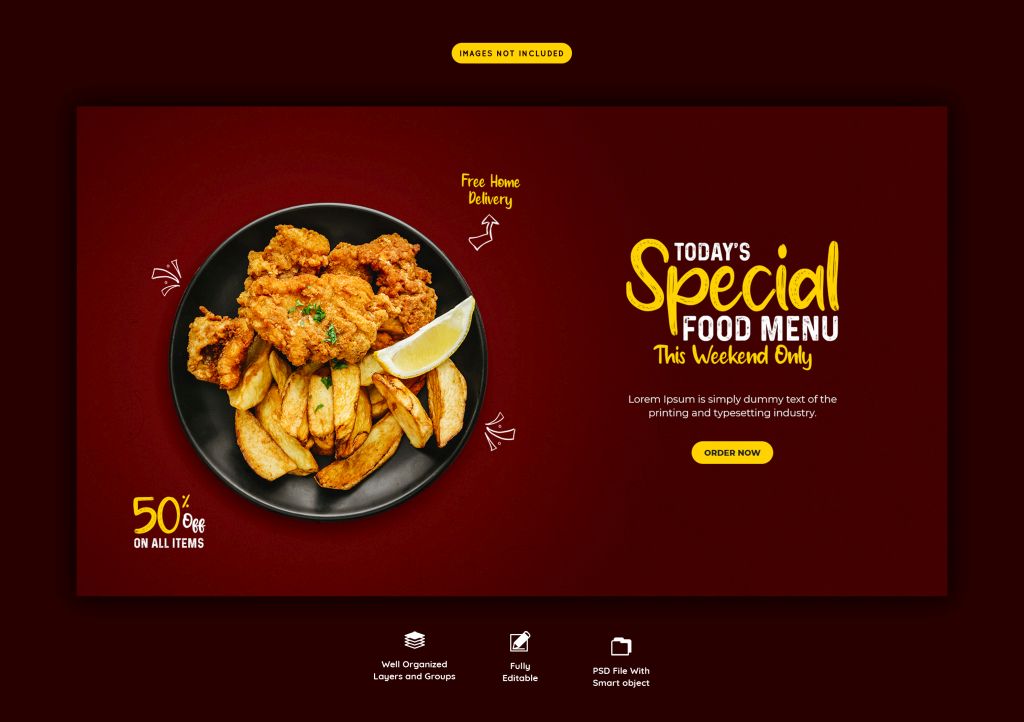 IMAGES NOT INCLUDED
Free Home
Delivery
TODAY'S
Special
FOOD MENU
This Weekend Only
Lorem Ipsum is simply dummy text of the
printing and typesetting industry.
ORDER NOW
50% Off
ON ALL ITEMS
Well Organized
Layers and Groups
Fully
Editable
PSD File With
Smart object